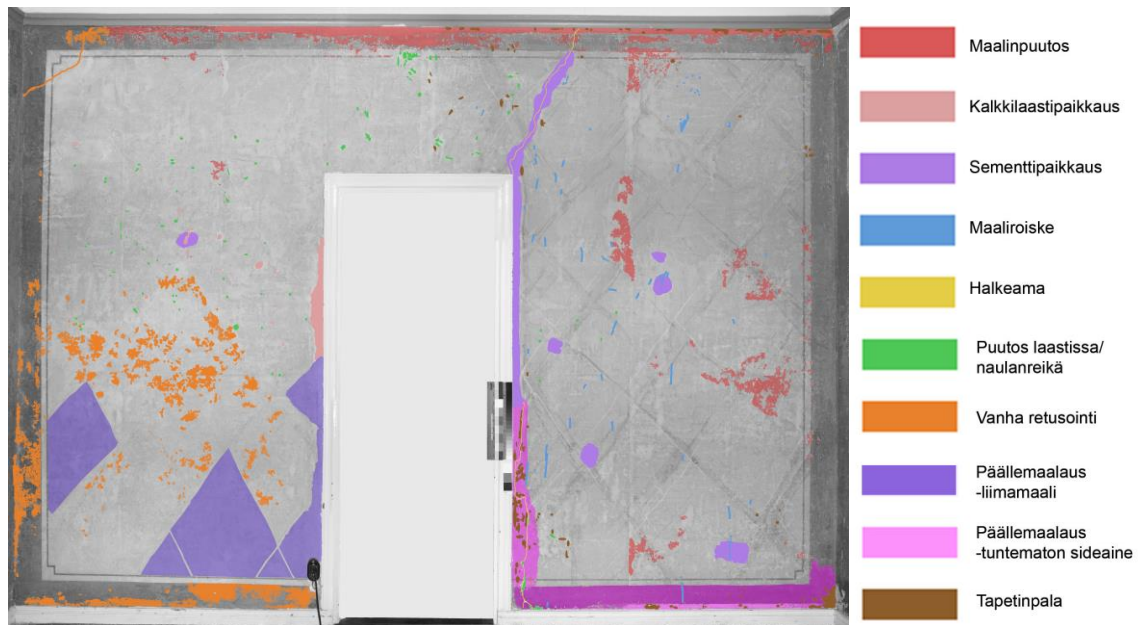 Maalinpuutos
Kalkkilaastipaikkaus
Sementtipaikkaus
Maaliroiske
Halkeama
Puutos laastissa/
naulanreikä
Vanha retusointi
Päällemaalaus
-liimamaali
Päällemaalaus
-tuntematon sideaine
Tapetinpala